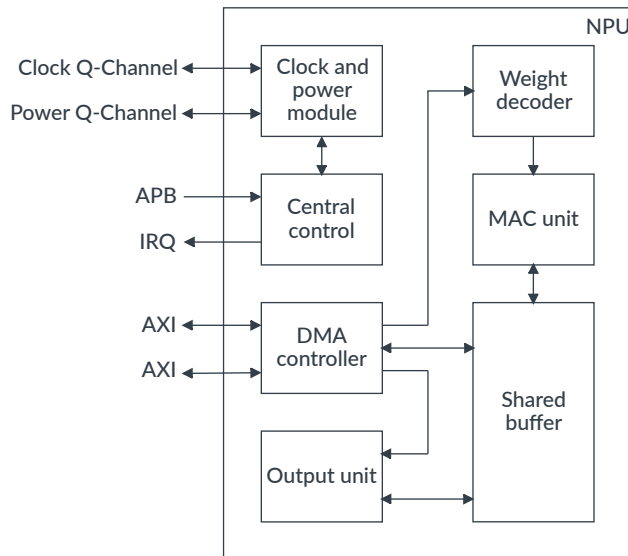 NPU
Clock Q-Channel
Clock and
power
module
Weight
decoder
Power Q-Channel
APB
Central
control
MAC unit
IRQ
AXI
DMA
controller
AXI
Shared
buffer
Output unit